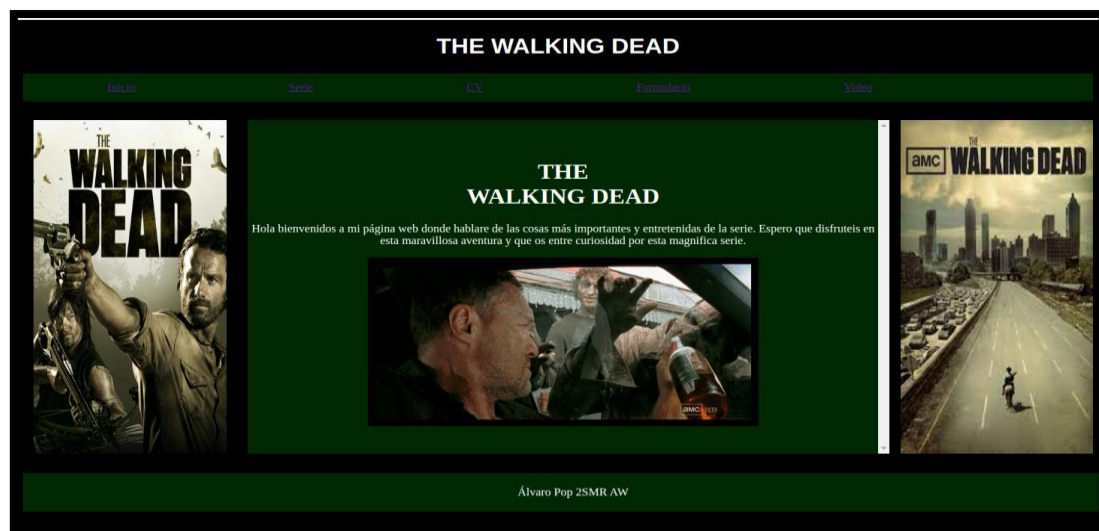 THE WALKING DEAD
Inicio Serie CV Formulario Video
THE
WALKING
DEAD
THE
WALKING DEAD
Hola bienvenidos a mi página web donde hablare de las cosas más importantes y entretenidas de la serie. Espero que disfruteis en
esta maravillosa aventura y que os entre curiosidad por esta magnifica serie.
amc
THE
amc WALKING DEAD
Álvaro Pop 2SMR AW